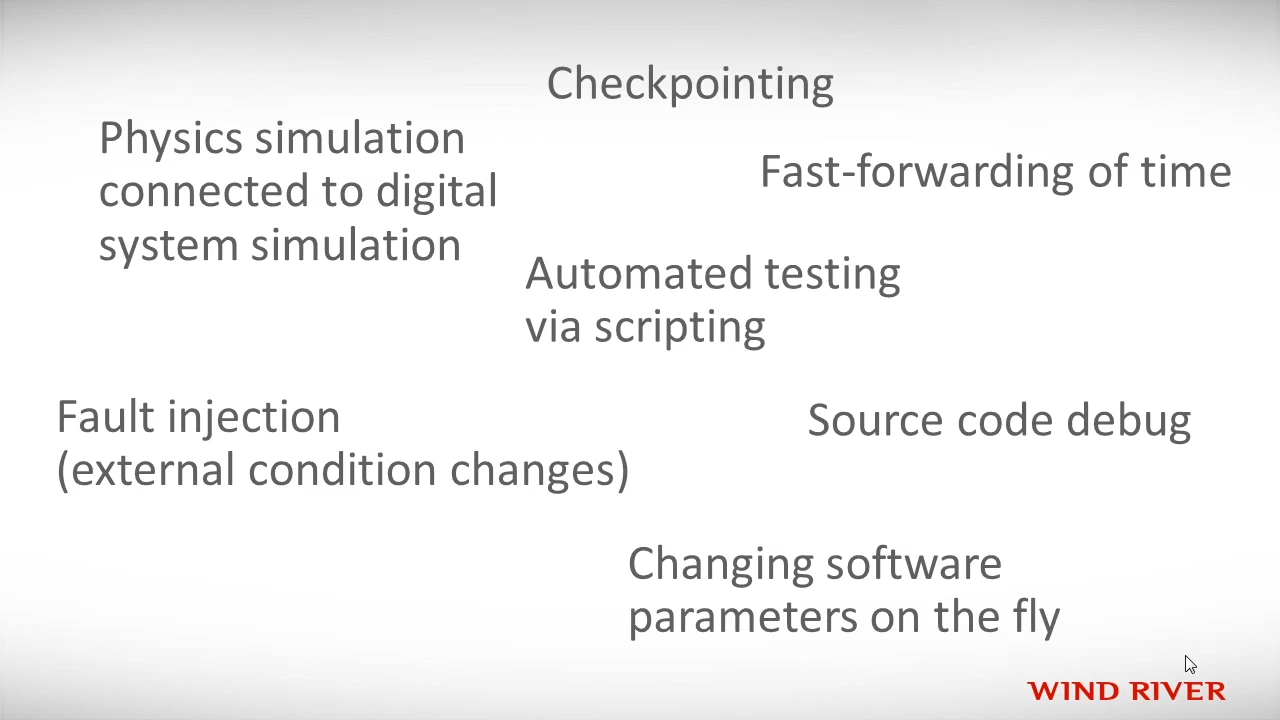 Checkpointing
Physics simulation
connected to digital
system simulation
Fast-forwarding of time
Automated testing
via scripting
Fault injection
(external condition changes)
Source code debug
Changing software
parameters on the fly
WIND RIVER